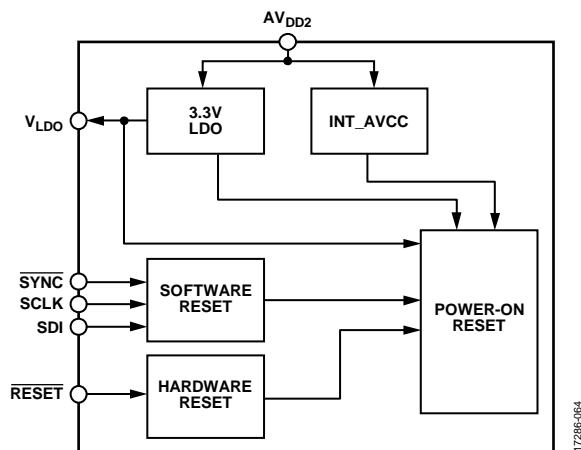 AVDD2
3.3V
LDO
INT_AVCC
VLDO
SYNC
SCLK
SDI
SOFTWARE
RESET
POWER-ON
RESET
RESET
HARDWARE
RESET
17286-064